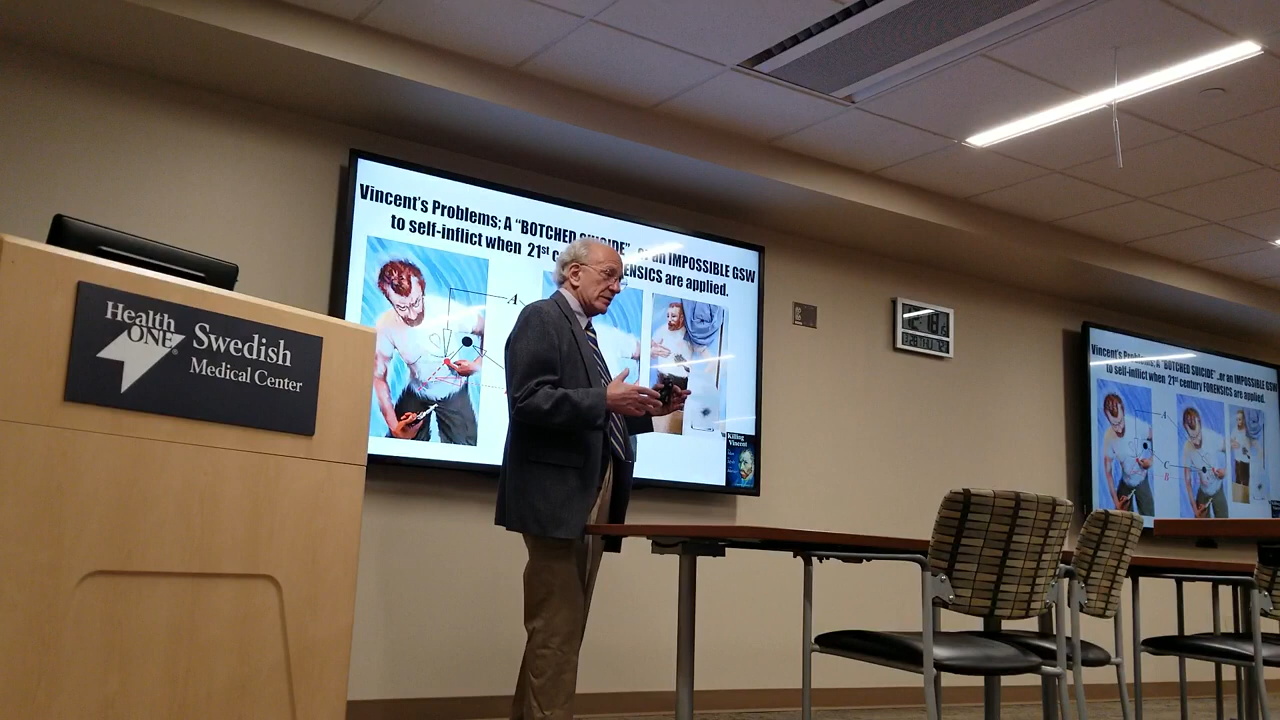 Health
ONE®
Swedish
Medical Center
Vincent's Problems; A "BOTCHED SUICIDE" ..or an IMPOSSIBLE GSW
to self-inflict when 21st FORENSICS are applied.
A
Killing
Vincent
Vincent's Problems; A "BOTCHED SUICIDE" ..or an IMPOSSIBLE GSW
to self-inflict when 21st century FORENSICS are applied.
A
C
B